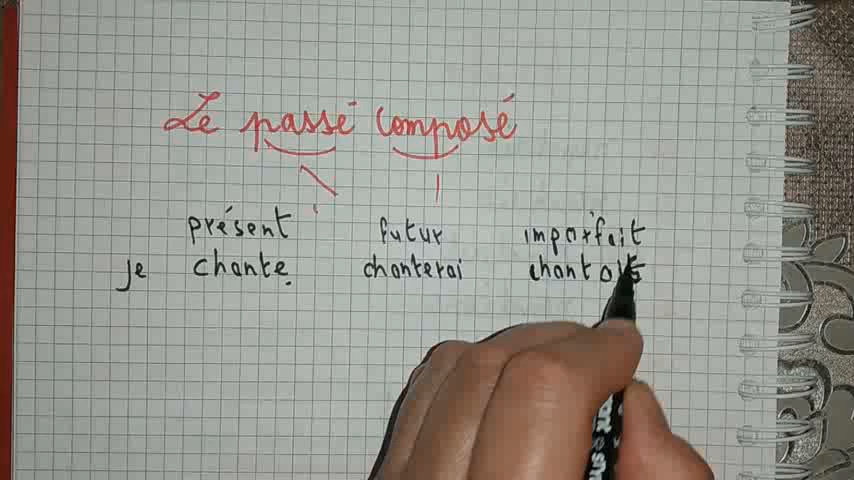 Le passé composé
présent futur imparfait
je chante chanterai chantais